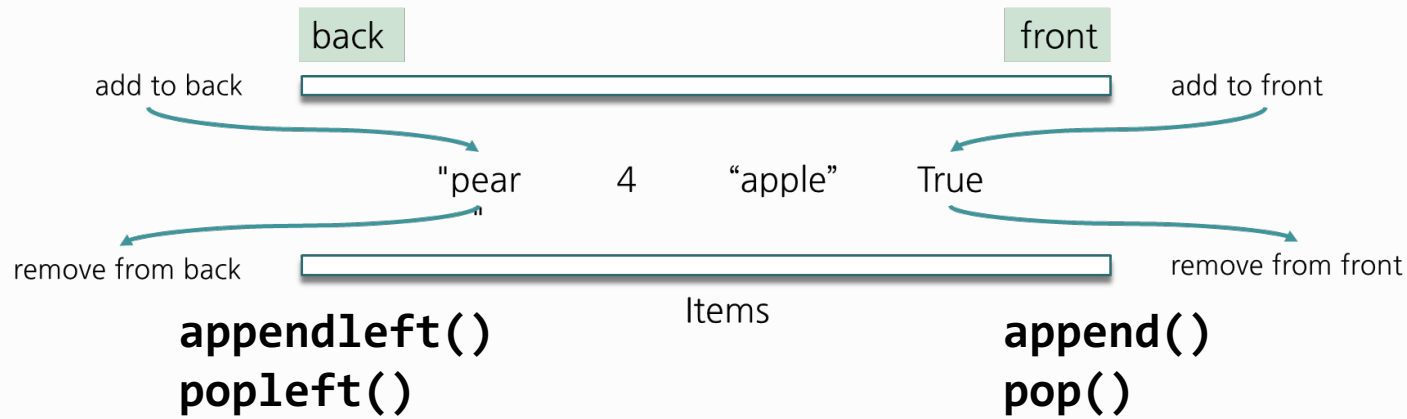 back front
add to back add to front
"pear 4 “apple” True
"
remove from back remove from front
Items
appendleft() append()
popleft() pop()